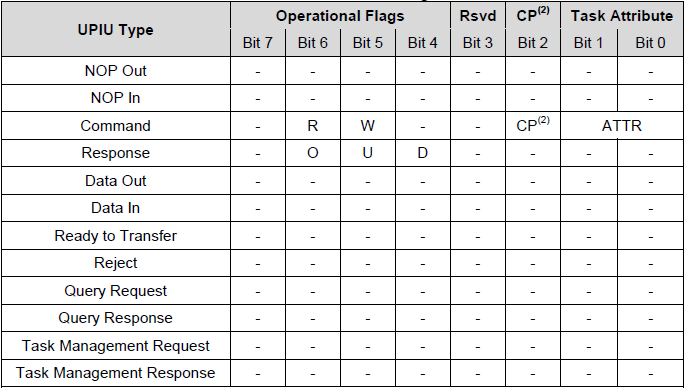 UPIU Type Operational Flags Rsvd CP(2) Task Attribute
Bit 7 Bit 6 Bit 5 Bit 4 Bit 3 Bit 2 Bit 1 Bit 0
NOP Out - - - - - - - -
NOP In - - - - - - - -
Command - R W - - CP(2) ATTR
Response - O U D - - - -
Data Out - - - - - - - -
Data In - - - - - - - -
Ready to Transfer - - - - - - - -
Reject - - - - - - - -
Query Request - - - - - - - -
Query Response - - - - - - - -
Task Management Request - - - - - - - -
Task Management Response - - - - - - - -